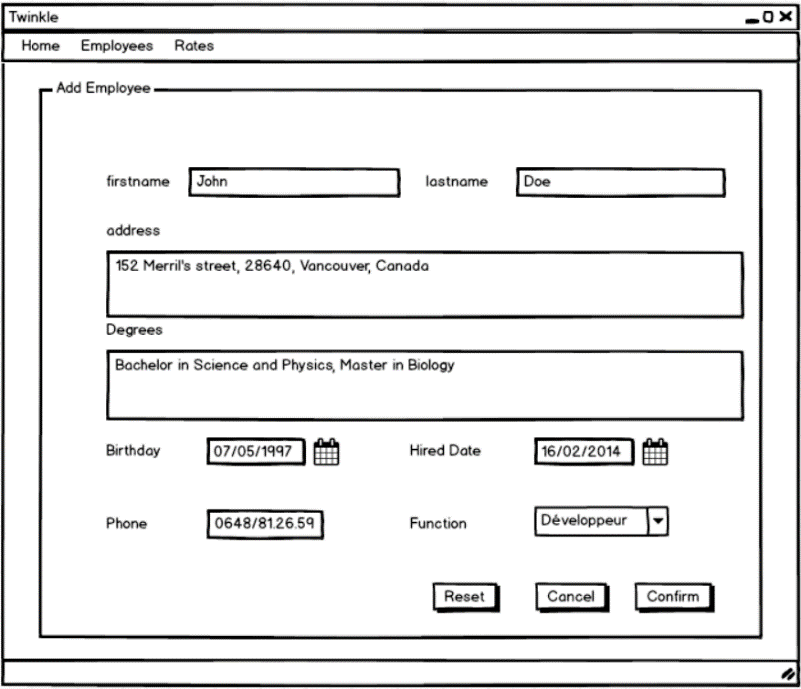 Twinkle
Home Employees Rates
Add Employee
firstname John lastname Doe
address
152 Merril's street, 28640, Vancouver, Canada
Degrees
Bachelor in Science and Physics, Master in Biology
Birthday 07/05/1997 Hired Date 16/02/2014
Phone 0648/81.26.59 Function Développeur
Reset Cancel Confirm